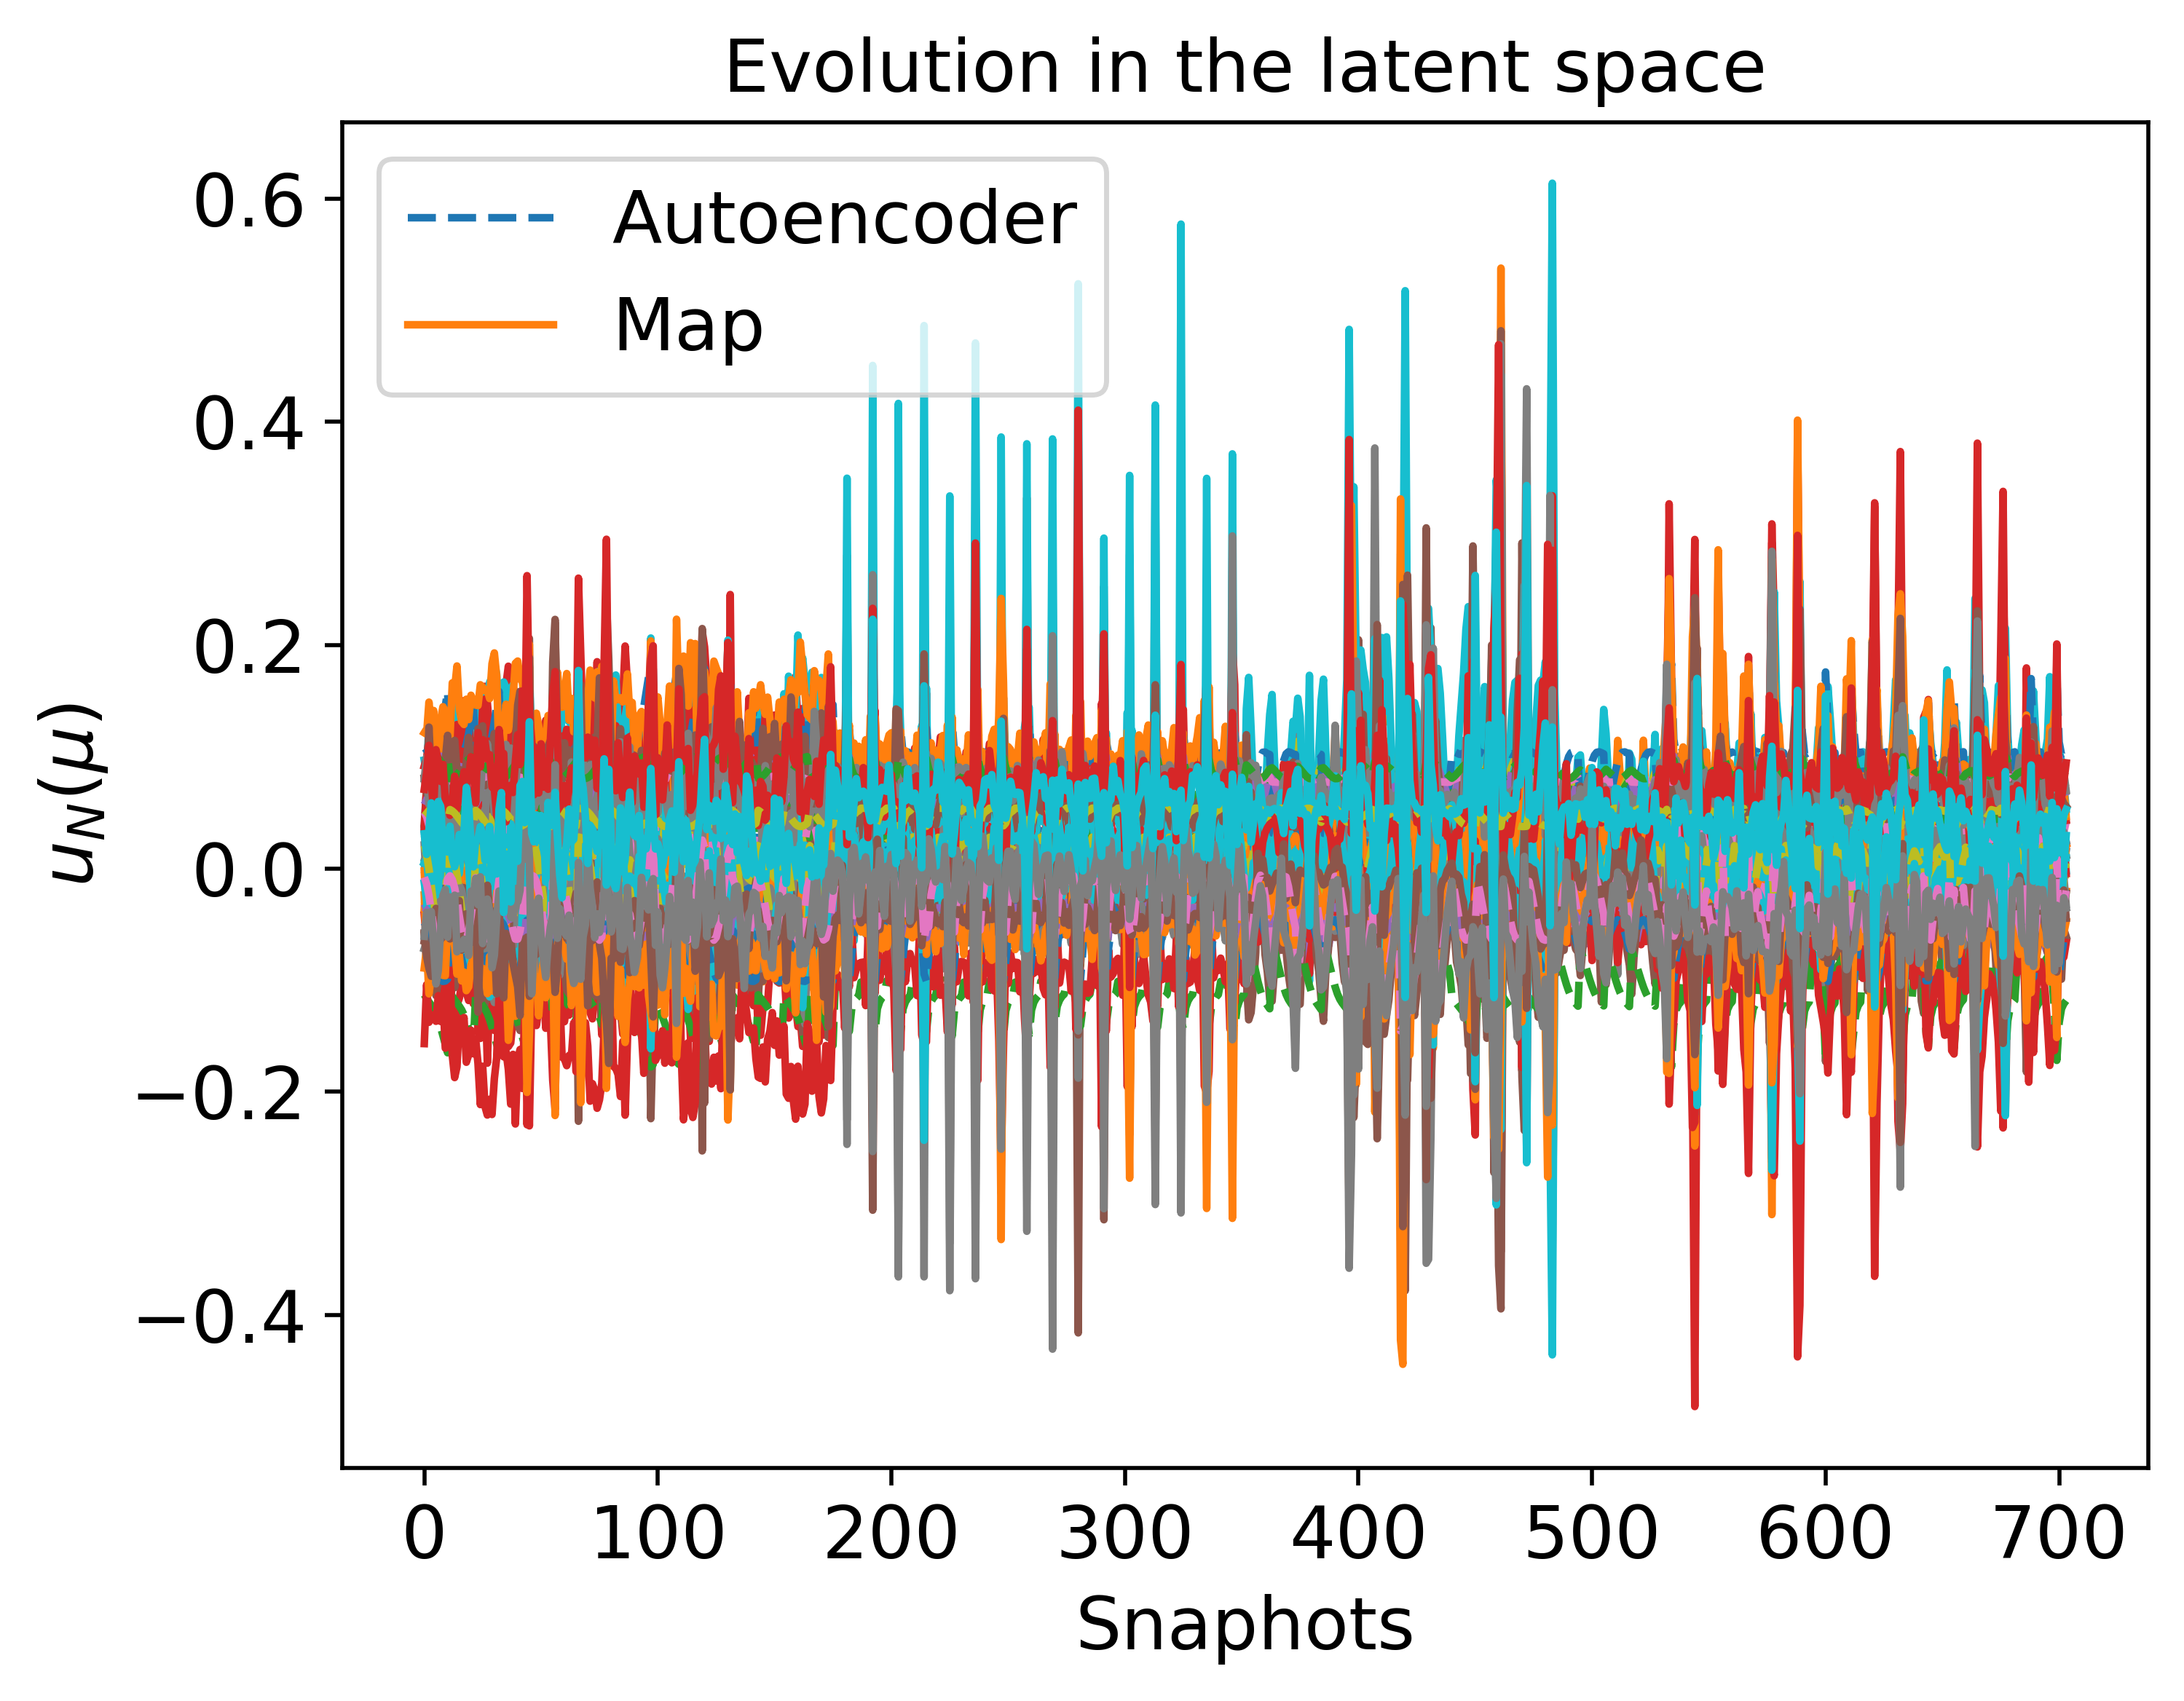 Evolution in the latent space
Autoencoder
Map
0.6
0.4
0.2
0.0
−0.2
−0.4
u_N(μ)
0 100 200 300 400 500 600 700
Snaphots